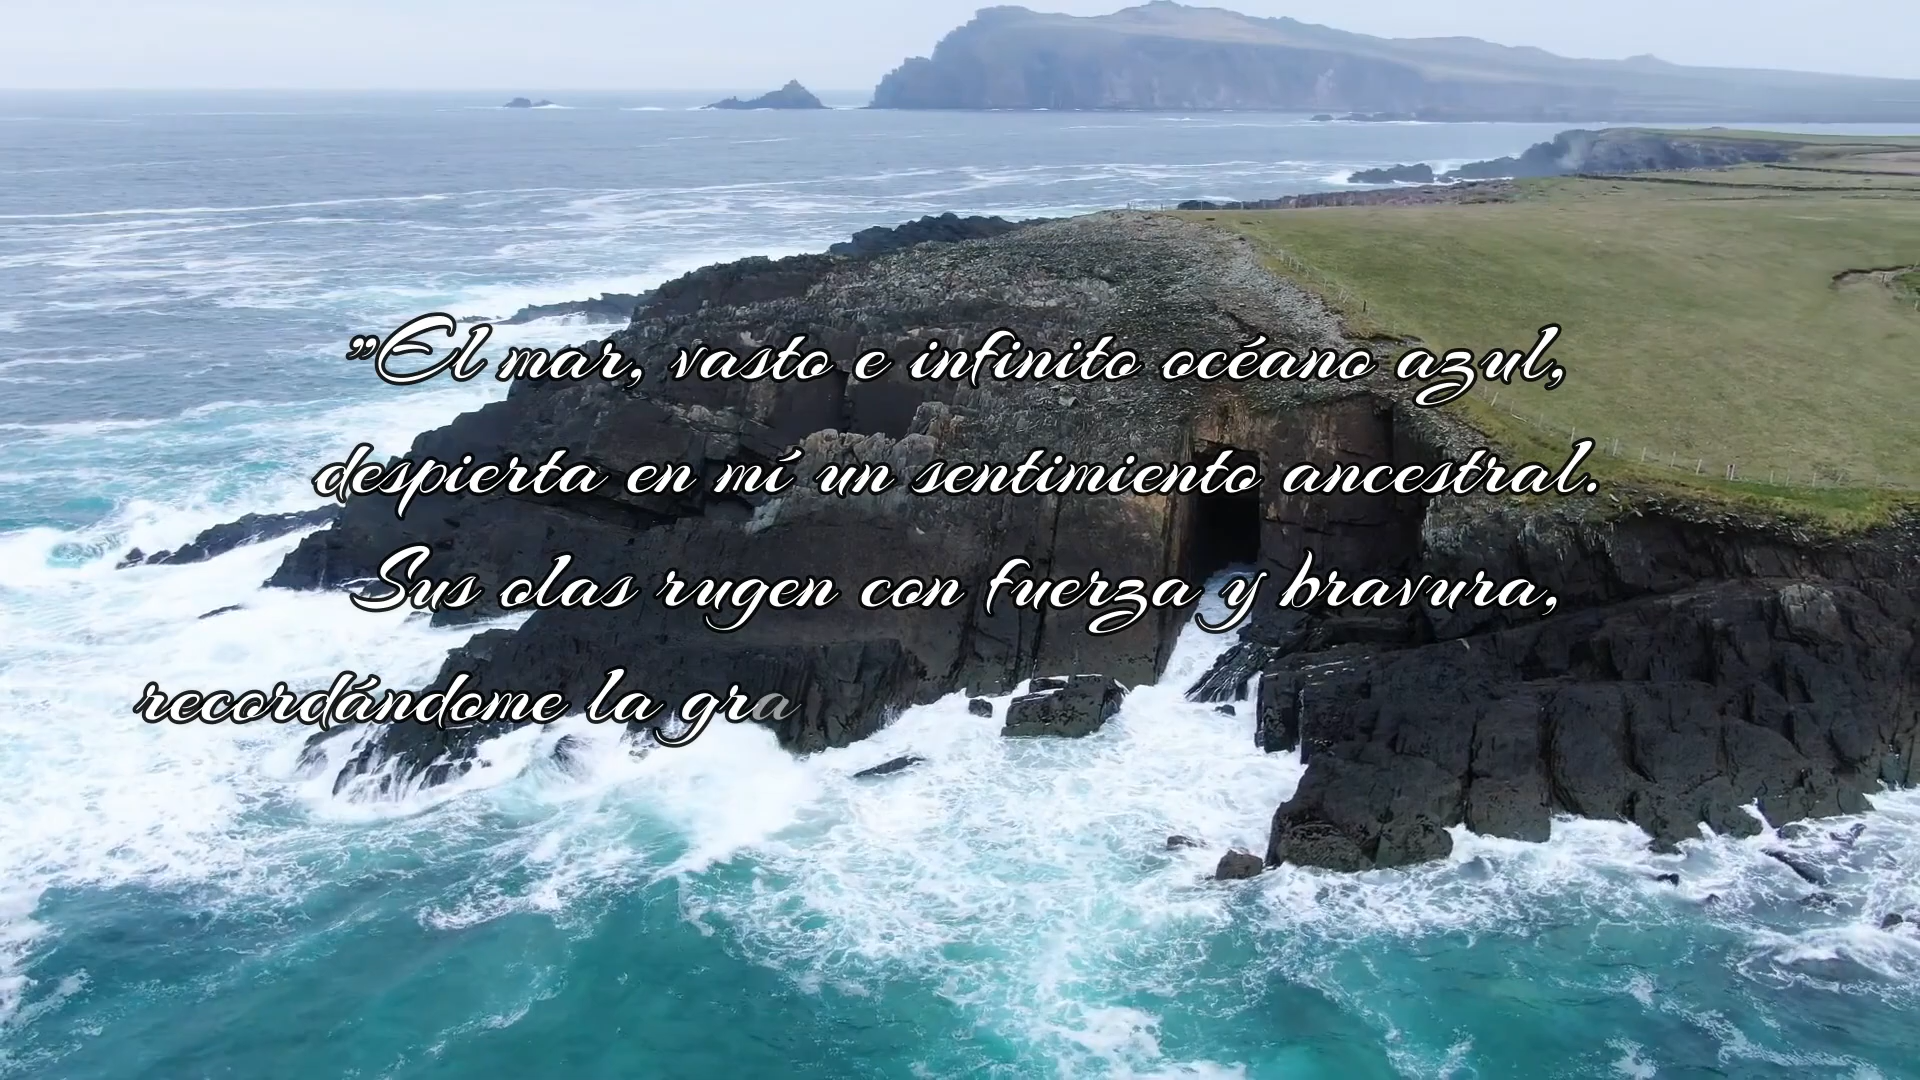 ”El mar, vasto e infinito océano azul,
despierta en mí un sentimiento ancestral.
Sus olas rugen con fuerza y bravura,
recordándome la gra